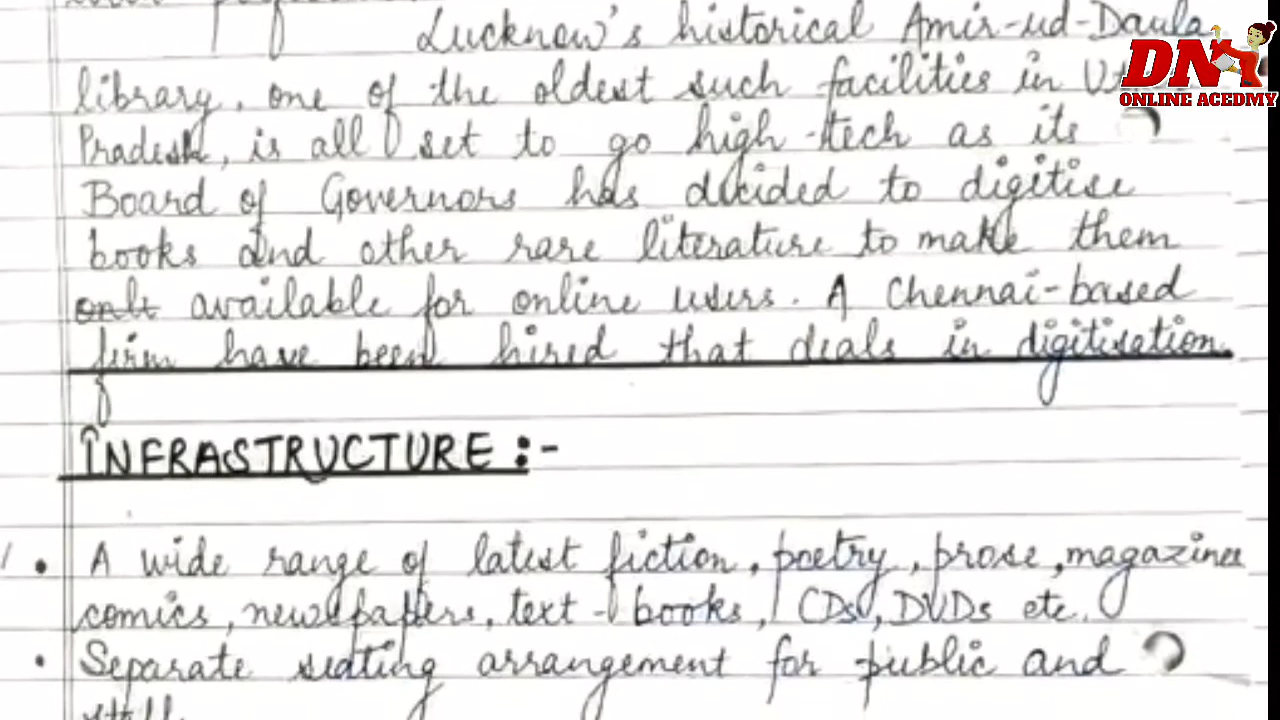 Lucknow's historical Amir-ud-Daula
library, one of the oldest such facilities in
Pradesh, is all set to go high-tech as its
Board of Governors has decided to digitise
books and other rare literature to make them
available for online users. A Chennai-based
firm have been hired that deals in digitisation.
INFRASTRUCTURE :-
• A wide range of latest fiction, poetry, prose, magazines
comics, newspapers, text-books, CDs, DVDs etc.
• Separate seating arrangement for public and
DN
ONLINE ACEDMY